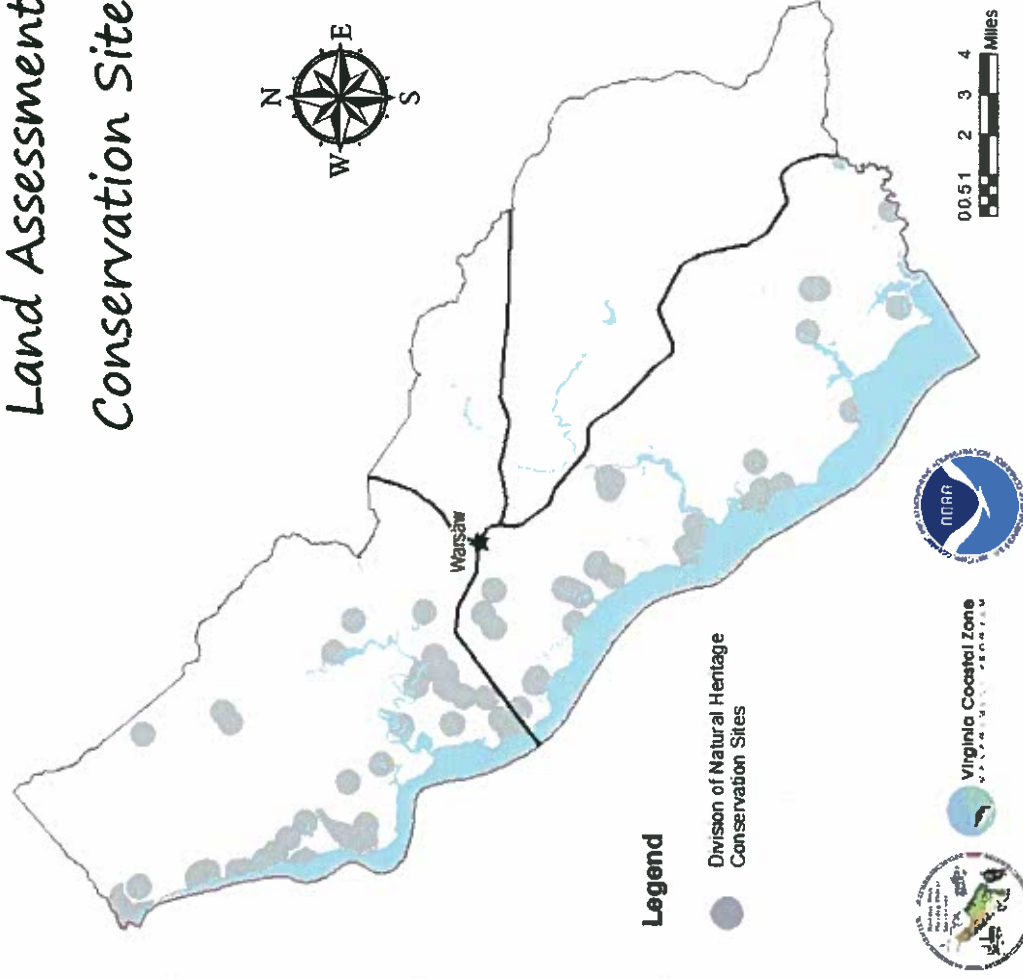 Land Assessment
Conservation Site
N
W
E
S
Warsaw
0 0.5 1 2 3 4
Miles
Legend
Division of Natural Heritage
Conservation Sites
NOAA
Virginia Coastal Zone